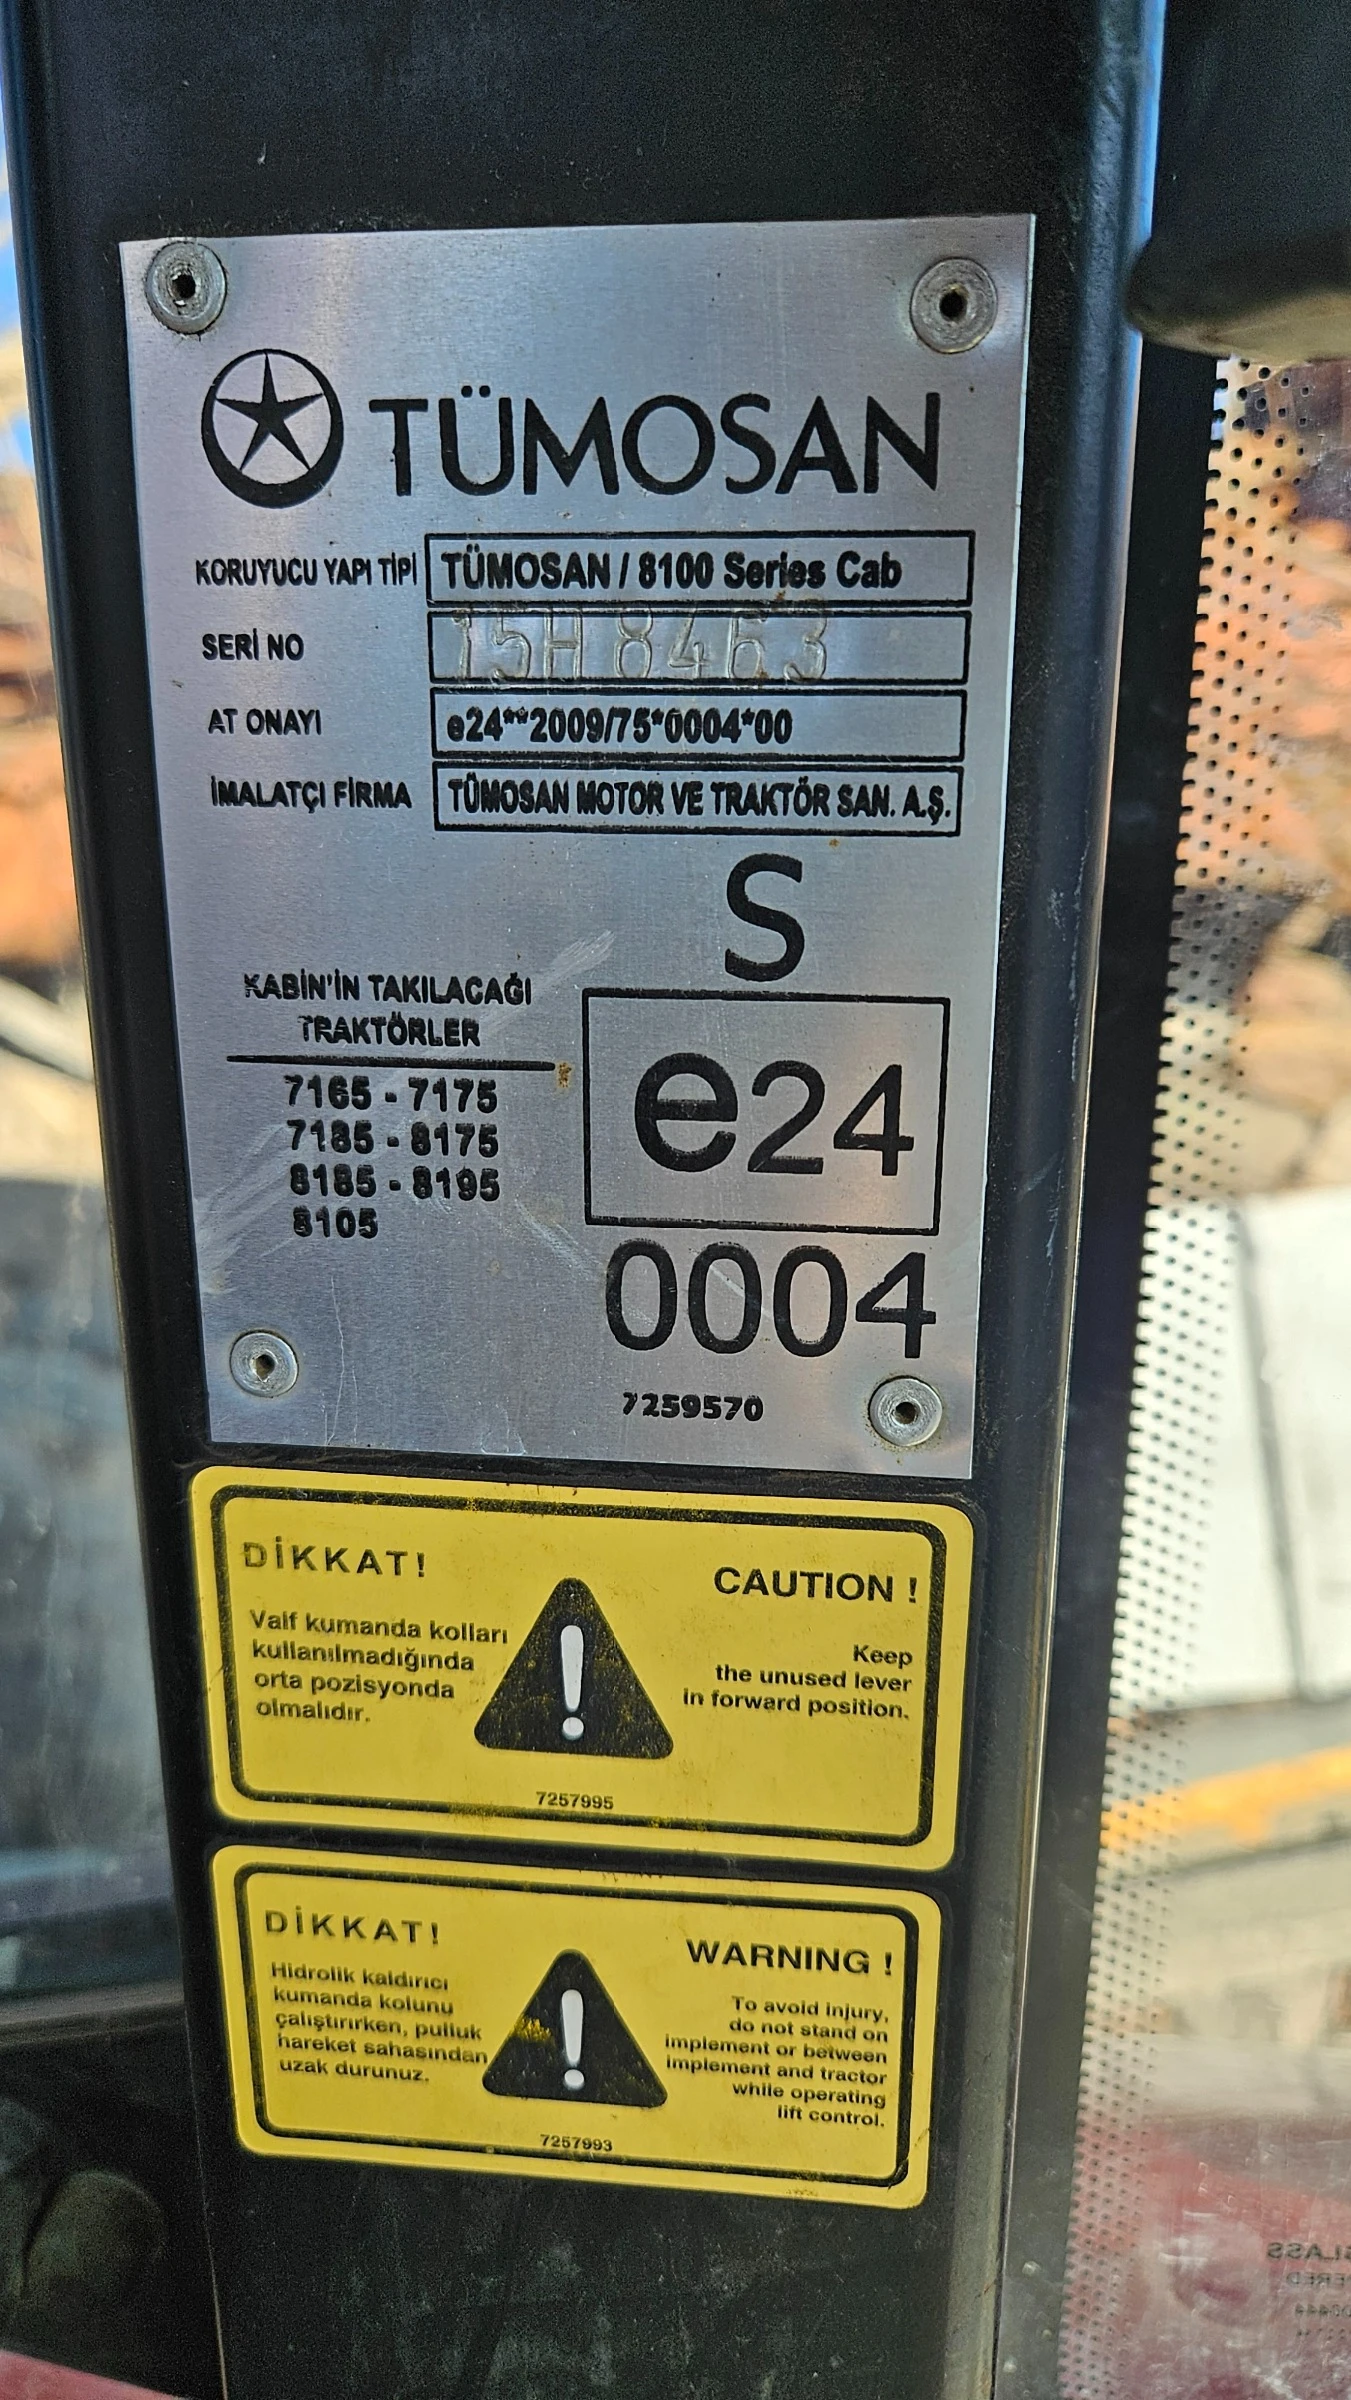 TÜMOSAN
KORUYUCU YAPI TİPİ TÜMOSAN / 8100 Series Cab
SERİ NO 15H8463
AT ONAYI e24**2009/75*0004*00
İMALATÇI FİRMA TÜMOSAN MOTOR VE TRAKTÖR SAN. A.Ş.
S
KABİN'İN TAKILACAĞI
TRAKTÖRLER
7165 - 7175
7185 - 8175
8185 - 8195
8105
e24
0004
7259570
DİKKAT!
Valf kumanda kolları
kullanılmadığında
orta pozisyonda
olmalıdır.
CAUTION !
Keep
the unused lever
in forward position.
7257995
DİKKAT!
Hidrolik kaldırıcı
kumanda kolunu
çalıştırırken, pulluk
hareket sahasından
uzak durunuz.
WARNING !
To avoid injury,
do not stand on
implement or between
implement and tractor
while operating
lift control.
7257993